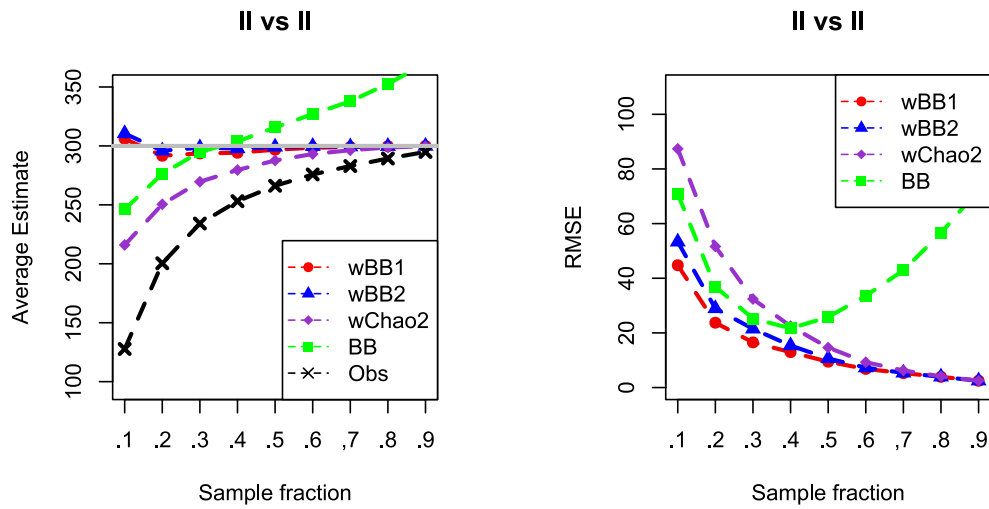 II vs II
350
300
250
200
150
100
Average Estimate
wBB1
wBB2
wChao2
BB
Obs
.1 .2 .3 .4 .5 .6 ,7 .8 .9
Sample fraction
II vs II
100
80
60
40
20
0
RMSE
wBB1
wBB2
wChao2
BB
.1 .2 .3 .4 .5 .6 ,7 .8 .9
Sample fraction